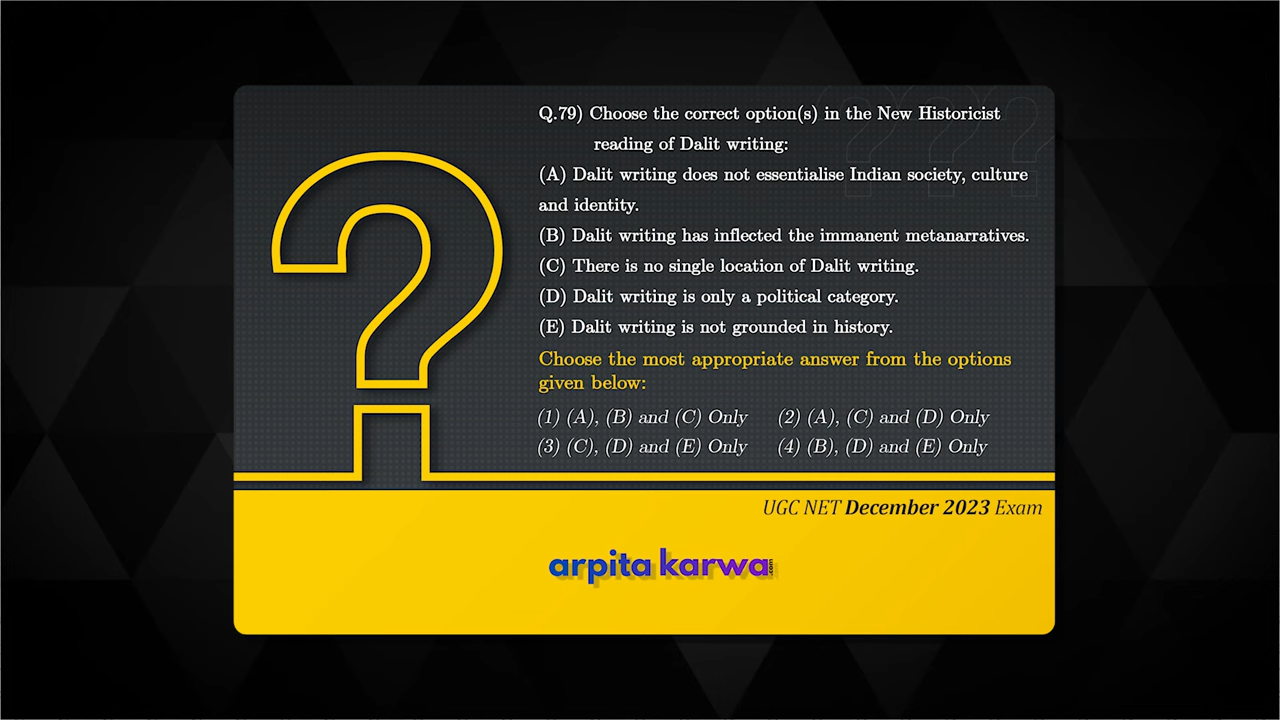 Q.79) Choose the correct option(s) in the New Historicist
reading of Dalit writing:
(A) Dalit writing does not essentialise Indian society, culture
and identity.
(B) Dalit writing has inflected the immanent metanarratives.
(C) There is no single location of Dalit writing.
(D) Dalit writing is only a political category.
(E) Dalit writing is not grounded in history.
Choose the most appropriate answer from the options
given below:
(1) (A), (B) and (C) Only (2) (A), (C) and (D) Only
(3) (C), (D) and (E) Only (4) (B), (D) and (E) Only
UGC NET December 2023 Exam
arpita karwa.com